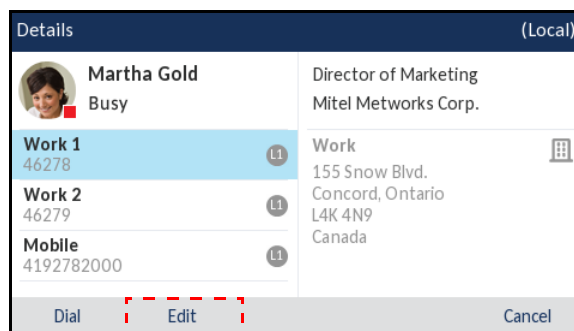 Details (Local)
Martha Gold
Busy
Director of Marketing
Mitel Metworks Corp.
Work 1
46278
L1
Work 2
46279
L1
Mobile
4192782000
L1
Work
155 Snow Blvd.
Concord, Ontario
L4K 4N9
Canada
Dial Edit Cancel